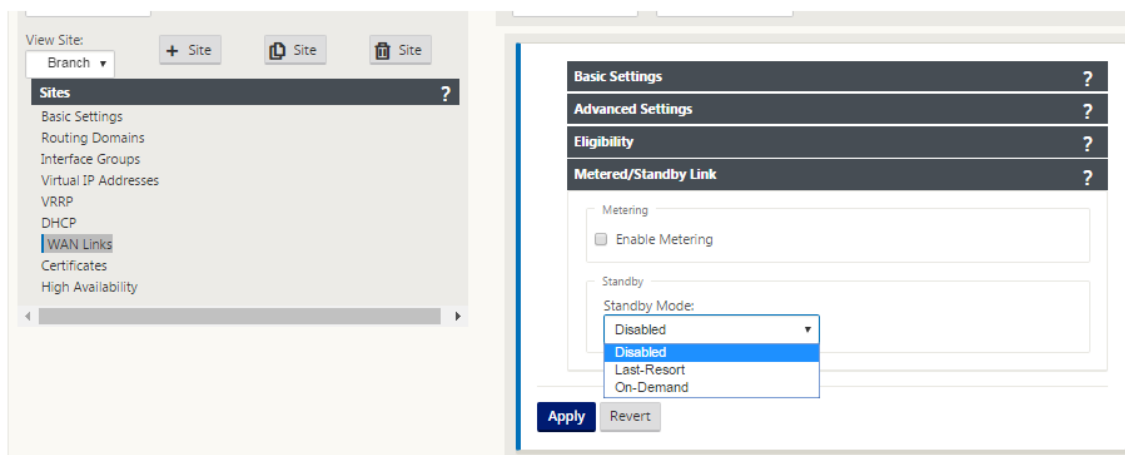 View Site:
Branch
+ Site
Site
Site
Sites ?
Basic Settings
Routing Domains
Interface Groups
Virtual IP Addresses
VRRP
DHCP
WAN Links
Certificates
High Availability
Basic Settings ?
Advanced Settings ?
Eligibility ?
Metered/Standby Link ?
Metering
Enable Metering
Standby
Standby Mode:
Disabled
Disabled
Last-Resort
On-Demand
Apply Revert